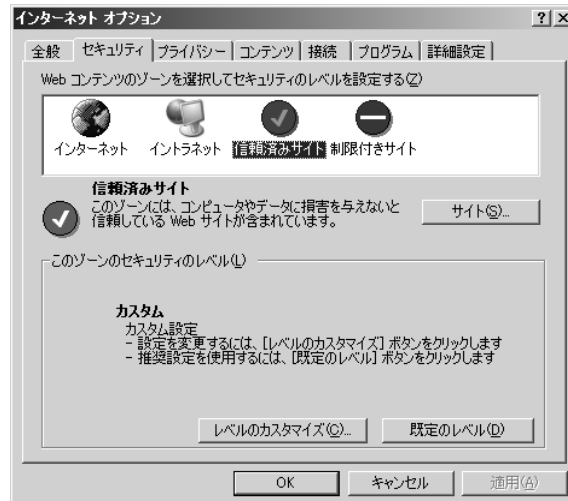 インターネット オプション
全般 セキュリティ プライバシー コンテンツ 接続 プログラム 詳細設定
Web コンテンツのゾーンを選択してセキュリティのレベルを設定する(Z)
インターネット イントラネット 信頼済みサイト 制限付きサイト
信頼済みサイト
このゾーンには、コンピュータやデータに損害を与えないと
信頼している Web サイトが含まれています。
サイト(S)...
このゾーンのセキュリティのレベル(L)
カスタム
カスタム設定
- 設定を変更するには、[レベルのカスタマイズ] ボタンをクリックします
- 推奨設定を使用するには、[既定のレベル] ボタンをクリックします
レベルのカスタマイズ(C)... 既定のレベル(D)
OK キャンセル 適用(A)